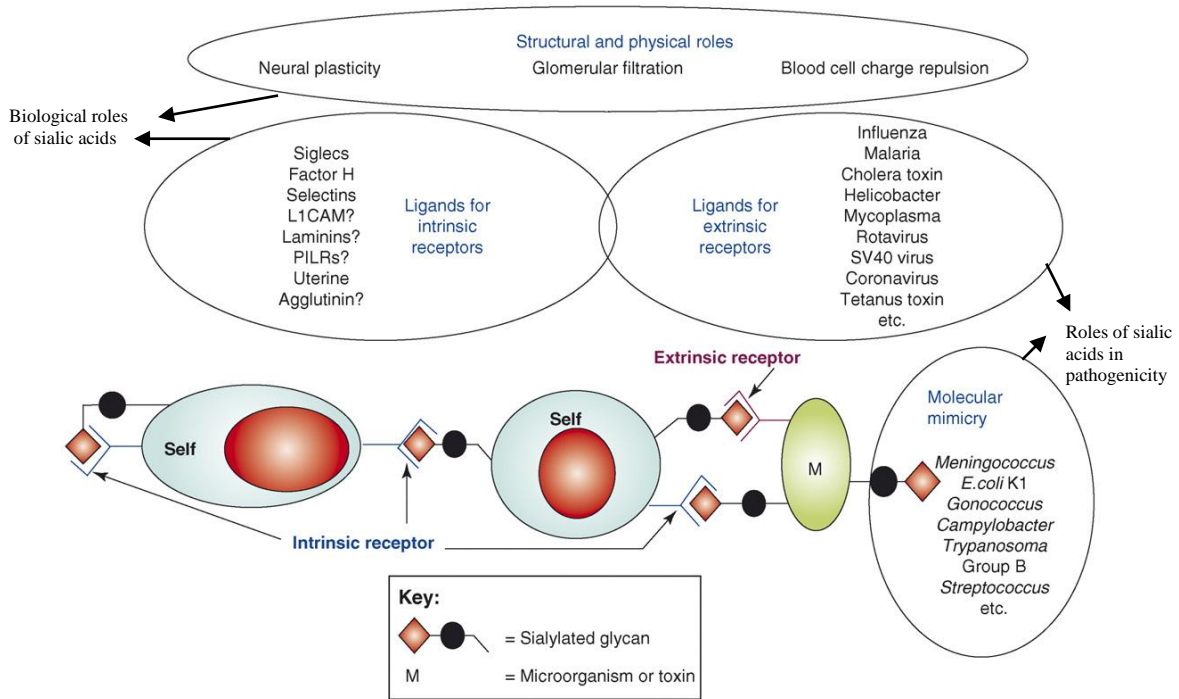 Structural and physical roles
Neural plasticity
Glomerular filtration
Blood cell charge repulsion
Biological roles
of sialic acids
Siglecs
Factor H
Selectins
L1CAM?
Laminins?
PILRs?
Uterine
Agglutinin?
Ligands for
intrinsic
receptors
Ligands for
extrinsic
receptors
Influenza
Malaria
Cholera toxin
Helicobacter
Mycoplasma
Rotavirus
SV40 virus
Coronavirus
Tetanus toxin
etc.
Roles of sialic
acids in
pathogenicity
Extrinsic receptor
Self
Self
M
Molecular
mimicry
Meningococcus
E.coli K1
Gonococcus
Campylobacter
Trypanosoma
Group B
Streptococcus
etc.
Intrinsic receptor
Key:
= Sialylated glycan
M = Microorganism or toxin